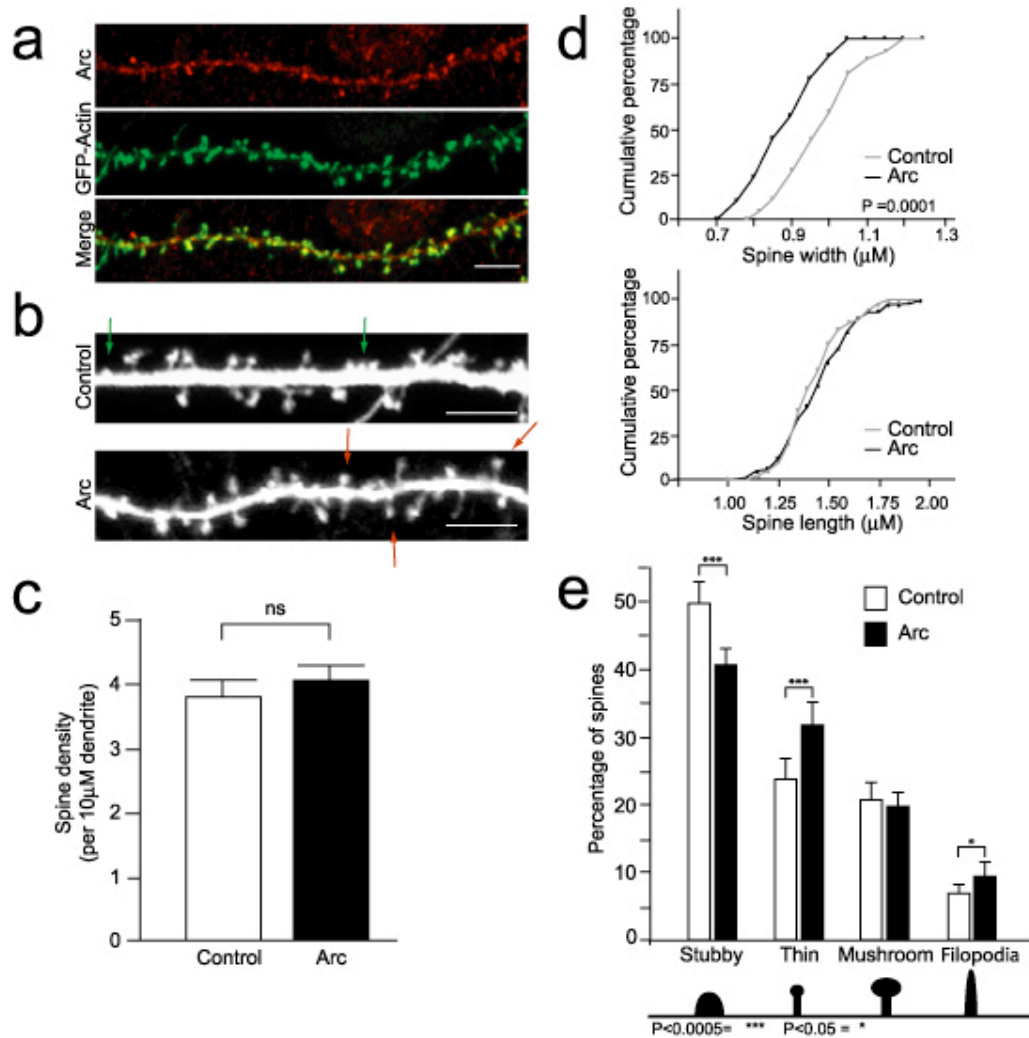 a
Arc
GFP-Actin
Merge
b
Control
Arc
c
ns
5
4
3
2
1
0
Spine density
(per 10μM dendrite)
Control
Arc
d
100
75
50
25
0
Cumulative percentage
Control
Arc
P =0.0001
0.7
0.9
1.1
1.3
Spine width (μM)
100
75
50
25
0
Cumulative percentage
Control
Arc
1.00
1.25
1.50
1.75
2.00
Spine length (μM)
e
***
***
*
Control
Arc
50
40
30
20
10
0
Percentage of spines
Stubby
Thin
Mushroom
Filopodia
P<0.0005= *** P<0.05 = *